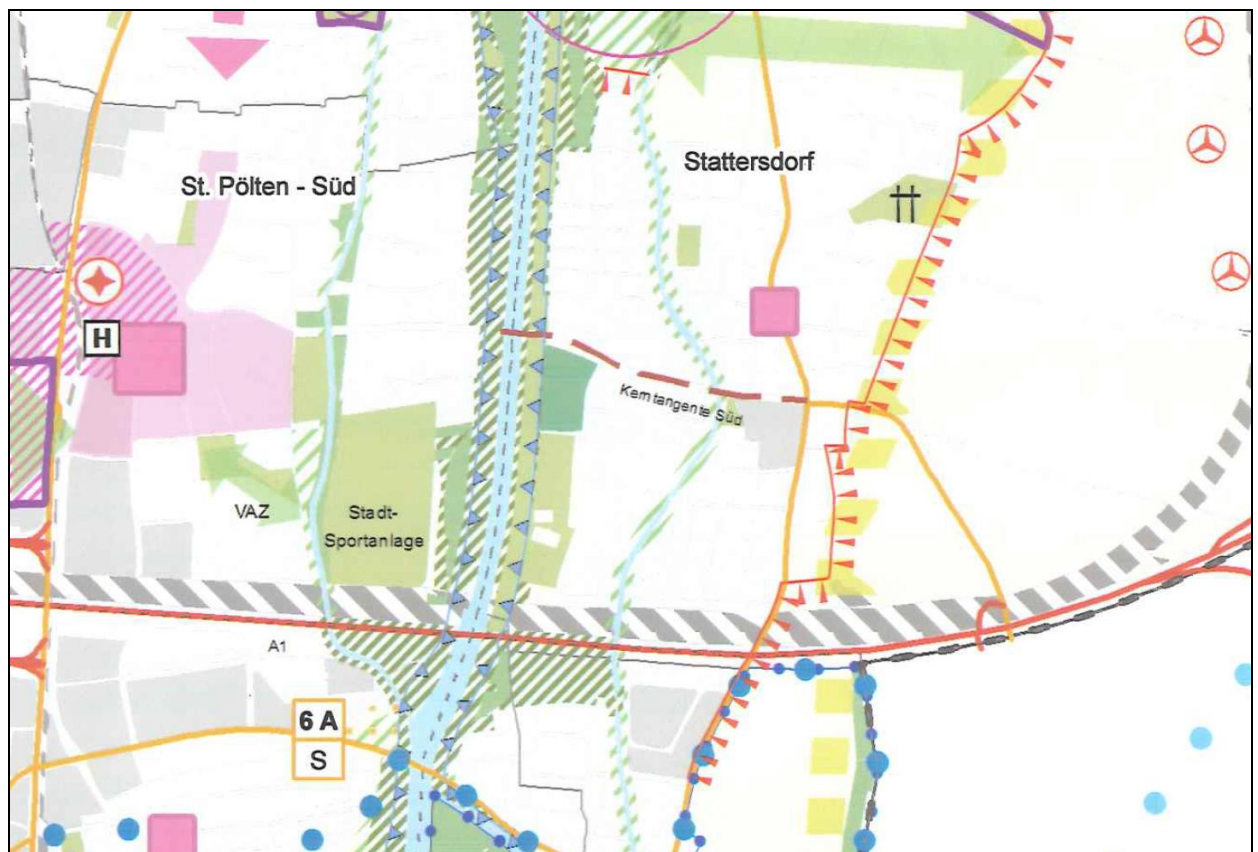 Stattersdorf
St. Pölten - Süd
H
Kerntangente Süd
VAZ
Stadt-
Sportanlage
A1
6 A
S